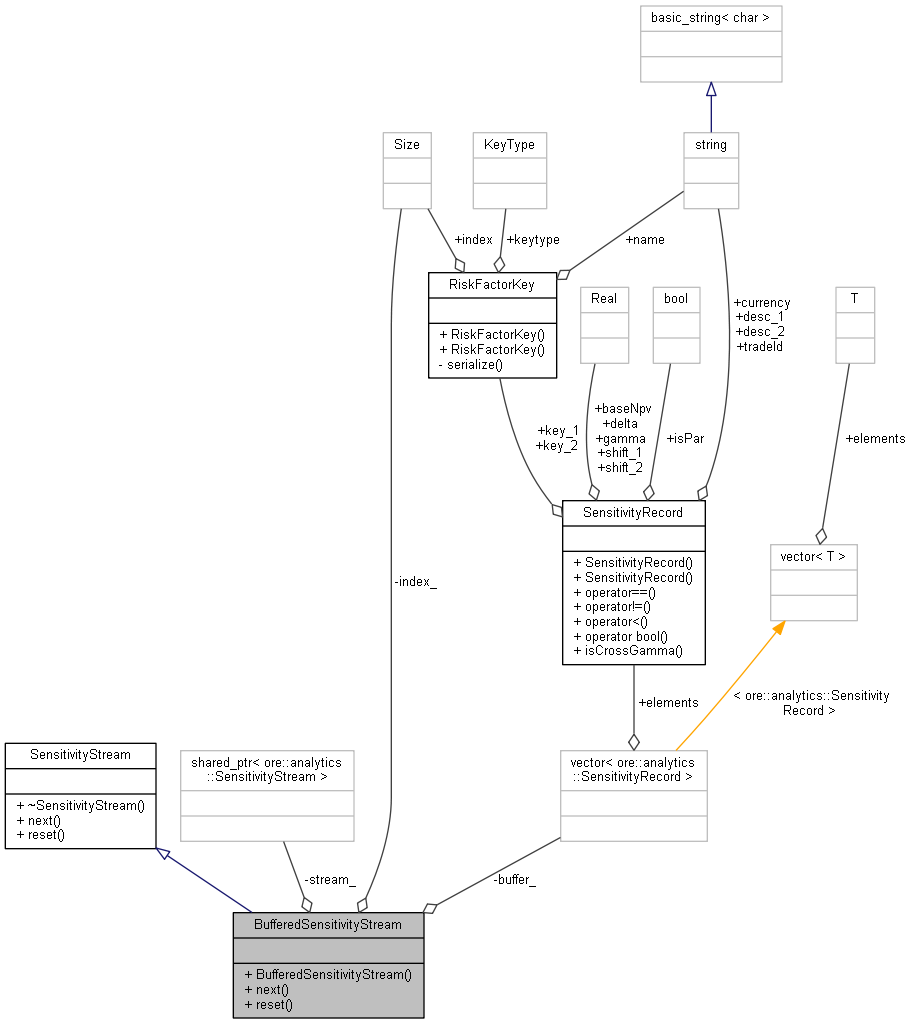 basic_string< char >
Size
KeyType
string
+index
+keytype
+name
RiskFactorKey
+ RiskFactorKey()
+ RiskFactorKey()
- serialize()
Real
bool
T
+currency
+desc_1
+desc_2
+tradeId
+key_1
+key_2
+baseNpv
+delta
+gamma
+shift_1
+shift_2
+isPar
+elements
SensitivityRecord
+ SensitivityRecord()
+ SensitivityRecord()
+ operator==()
+ operator!=()
+ operator<()
+ operator bool()
+ isCrossGamma()
vector< T >
-index_
+elements
< ore::analytics::Sensitivity
Record >
SensitivityStream
+ ~SensitivityStream()
+ next()
+ reset()
shared_ptr< ore::analytics
::SensitivityStream >
vector< ore::analytics
::SensitivityRecord >
-stream_
-buffer_
BufferedSensitivityStream
+ BufferedSensitivityStream()
+ next()
+ reset()